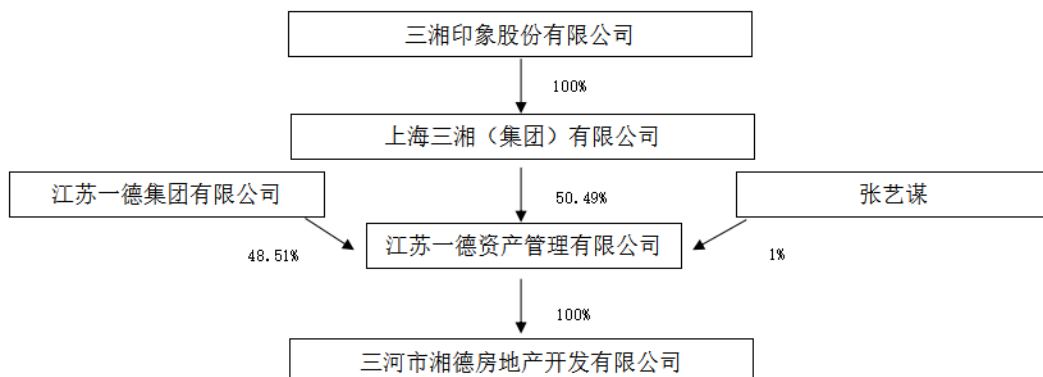 三湘印象股份有限公司
100%
上海三湘（集团）有限公司
江苏一德集团有限公司
50.49%
张艺谋
48.51%
江苏一德资产管理有限公司
1%
100%
三河市湘德房地产开发有限公司